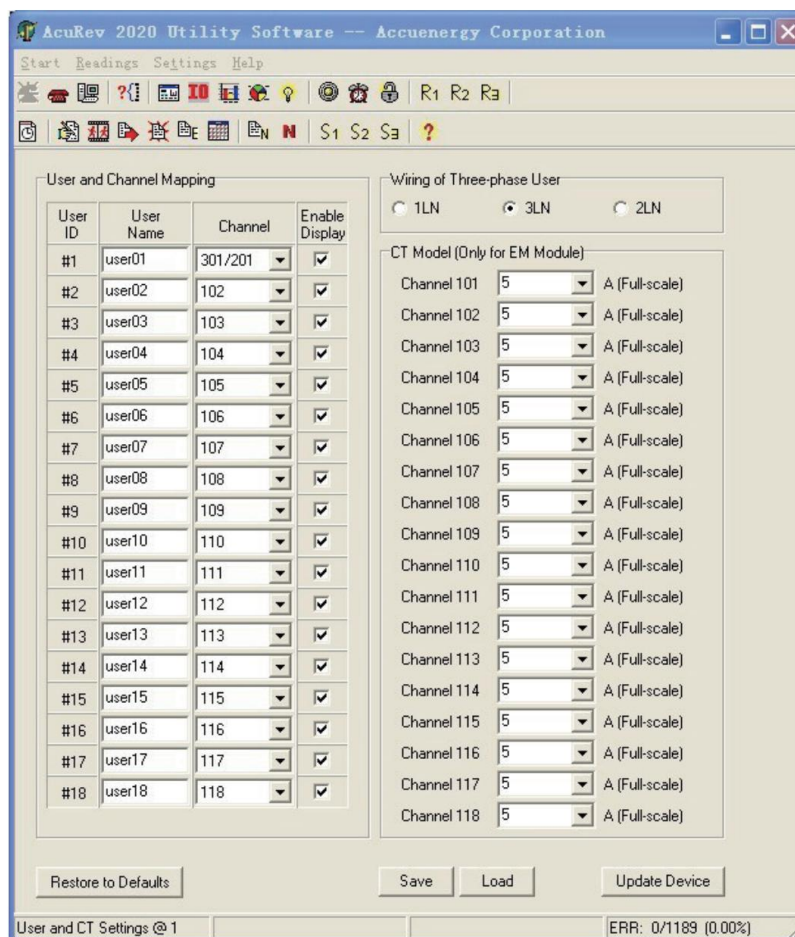 AcuRev 2020 Utility Software -- Accuenergy Corporation
Start Readings Settings Help
?{} IO R1 R2 R3
E N N S1 S2 S3 ?
User and Channel Mapping
User ID User Name Channel Enable Display
#1 user01 301/201
#2 user02 102
#3 user03 103
#4 user04 104
#5 user05 105
#6 user06 106
#7 user07 107
#8 user08 108
#9 user09 109
#10 user10 110
#11 user11 111
#12 user12 112
#13 user13 113
#14 user14 114
#15 user15 115
#16 user16 116
#17 user17 117
#18 user18 118
Wiring of Three-phase User
1LN 3LN 2LN
CT Model (Only for EM Module)
Channel 101 5 A (Full-scale)
Channel 102 5 A (Full-scale)
Channel 103 5 A (Full-scale)
Channel 104 5 A (Full-scale)
Channel 105 5 A (Full-scale)
Channel 106 5 A (Full-scale)
Channel 107 5 A (Full-scale)
Channel 108 5 A (Full-scale)
Channel 109 5 A (Full-scale)
Channel 110 5 A (Full-scale)
Channel 111 5 A (Full-scale)
Channel 112 5 A (Full-scale)
Channel 113 5 A (Full-scale)
Channel 114 5 A (Full-scale)
Channel 115 5 A (Full-scale)
Channel 116 5 A (Full-scale)
Channel 117 5 A (Full-scale)
Channel 118 5 A (Full-scale)
Restore to Defaults Save Load Update Device
User and CT Settings @ 1 ERR: 0/1189 (0.00%)